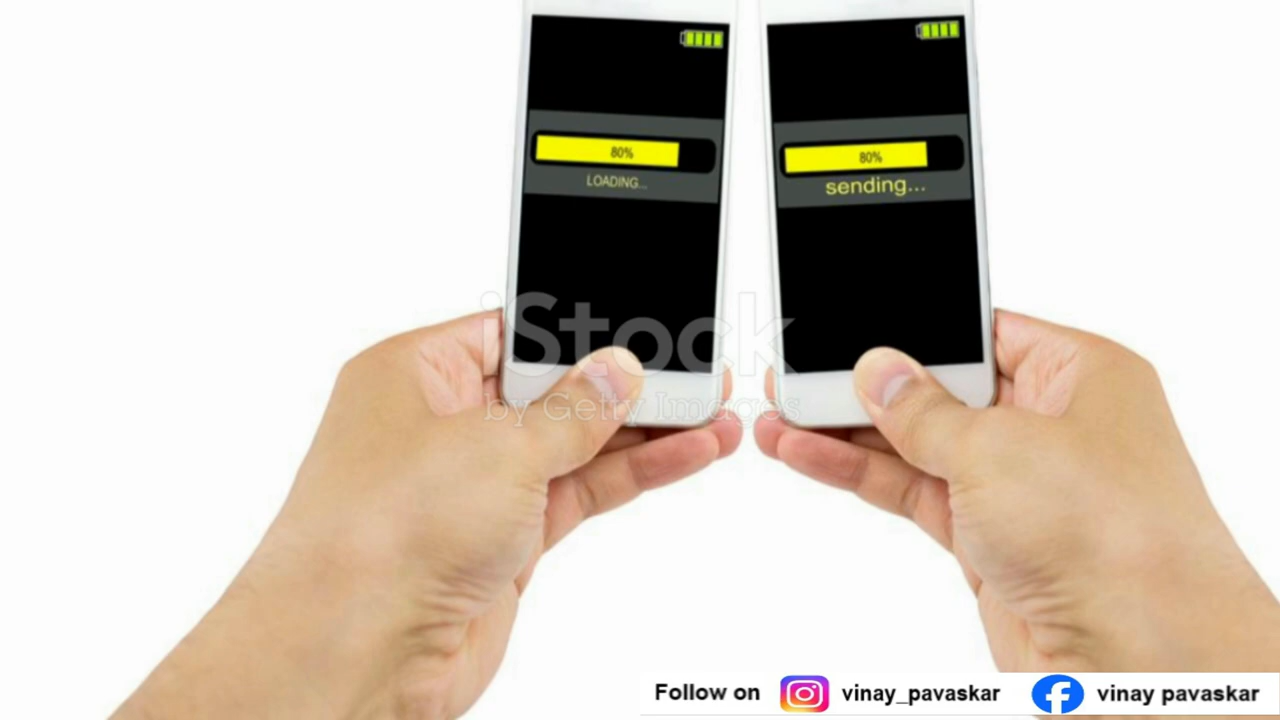 80%
LOADING...
80%
sending...
iStock
by Getty Images
Follow on vinay_pavaskar vinay pavaskar